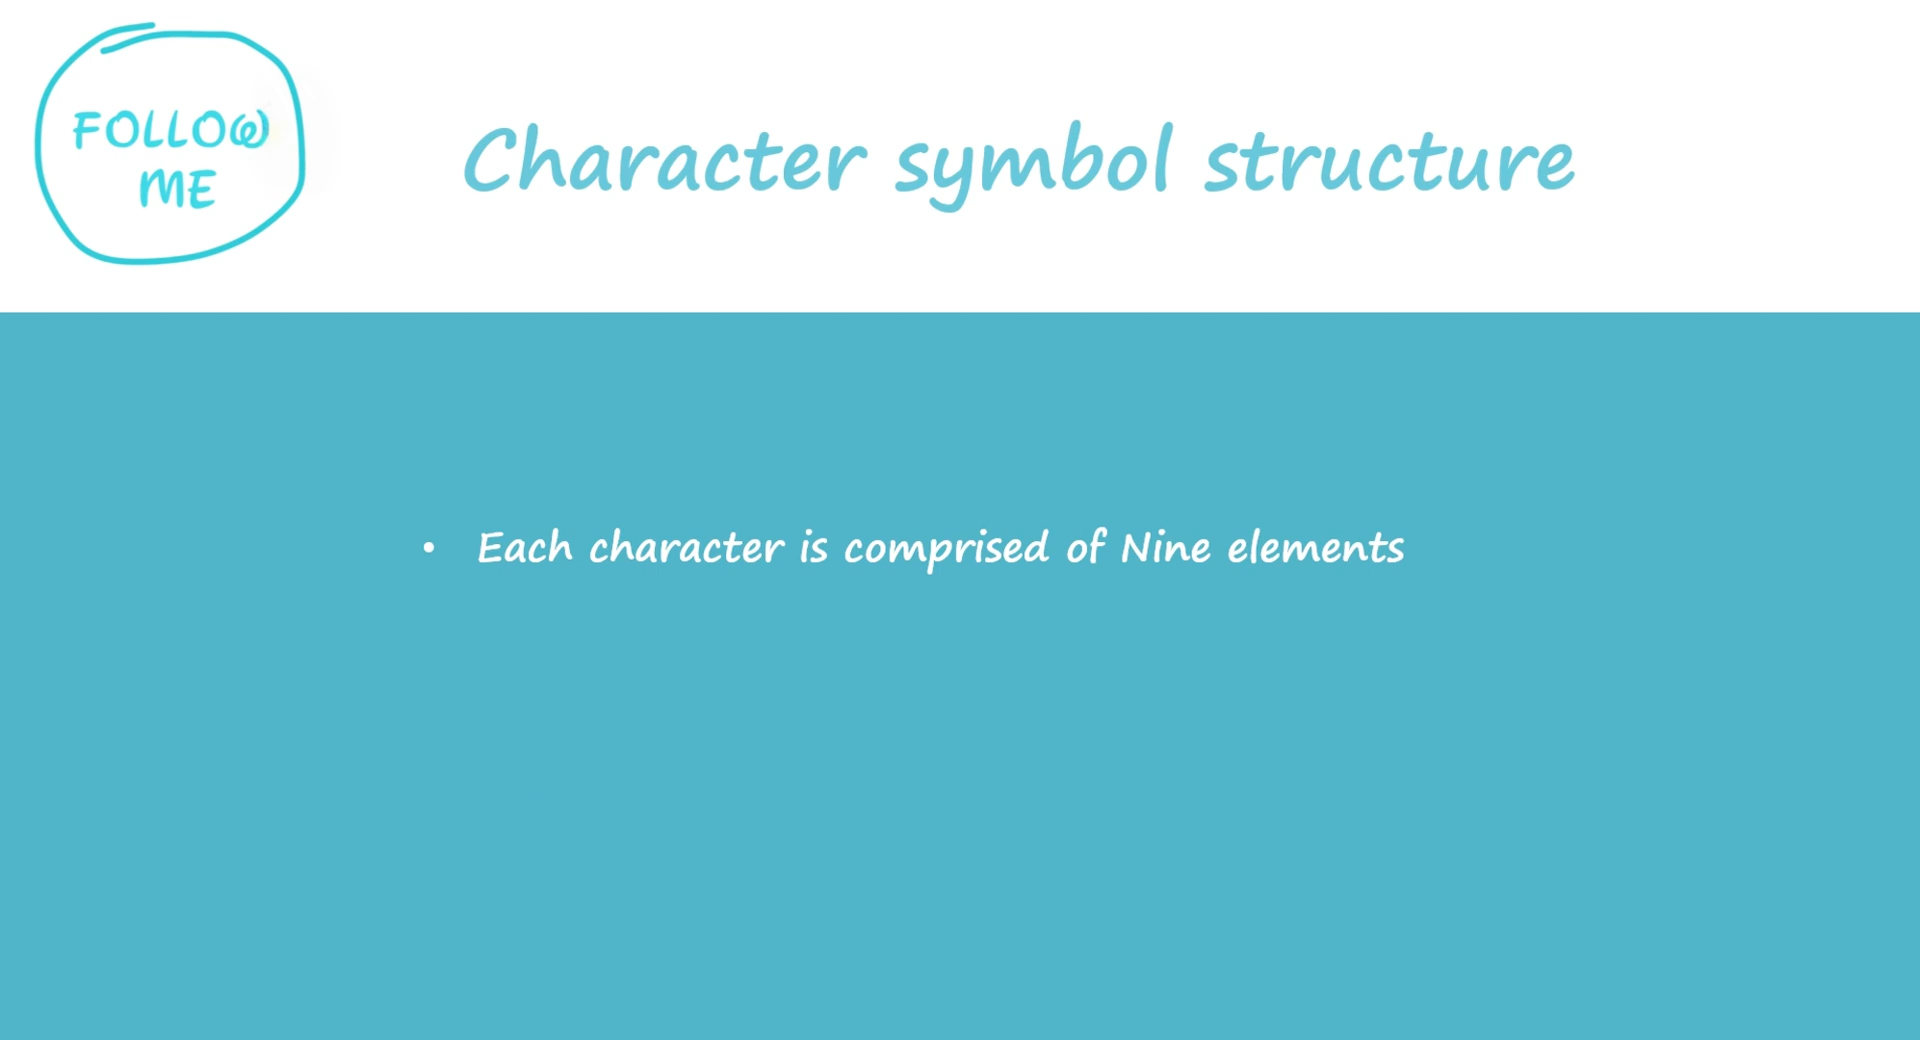 FOLLOW
ME
Character symbol structure
• Each character is comprised of Nine elements